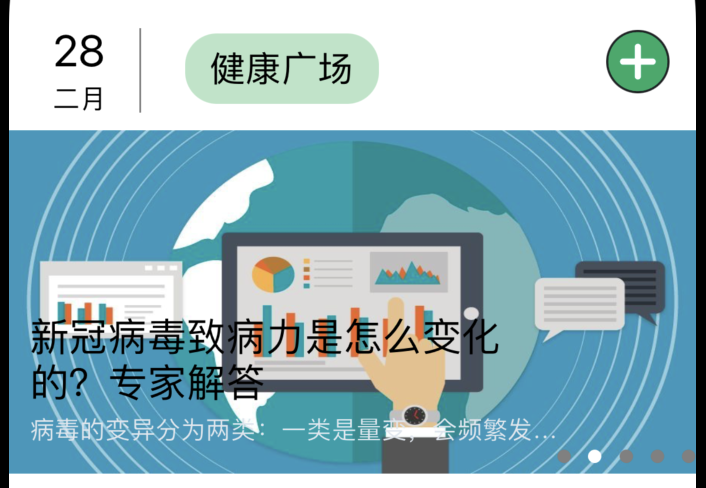 28
二月
健康广场
新冠病毒致病力是怎么变化
的？专家解答
病毒的变异分为两类：一类是量变，会频繁发...